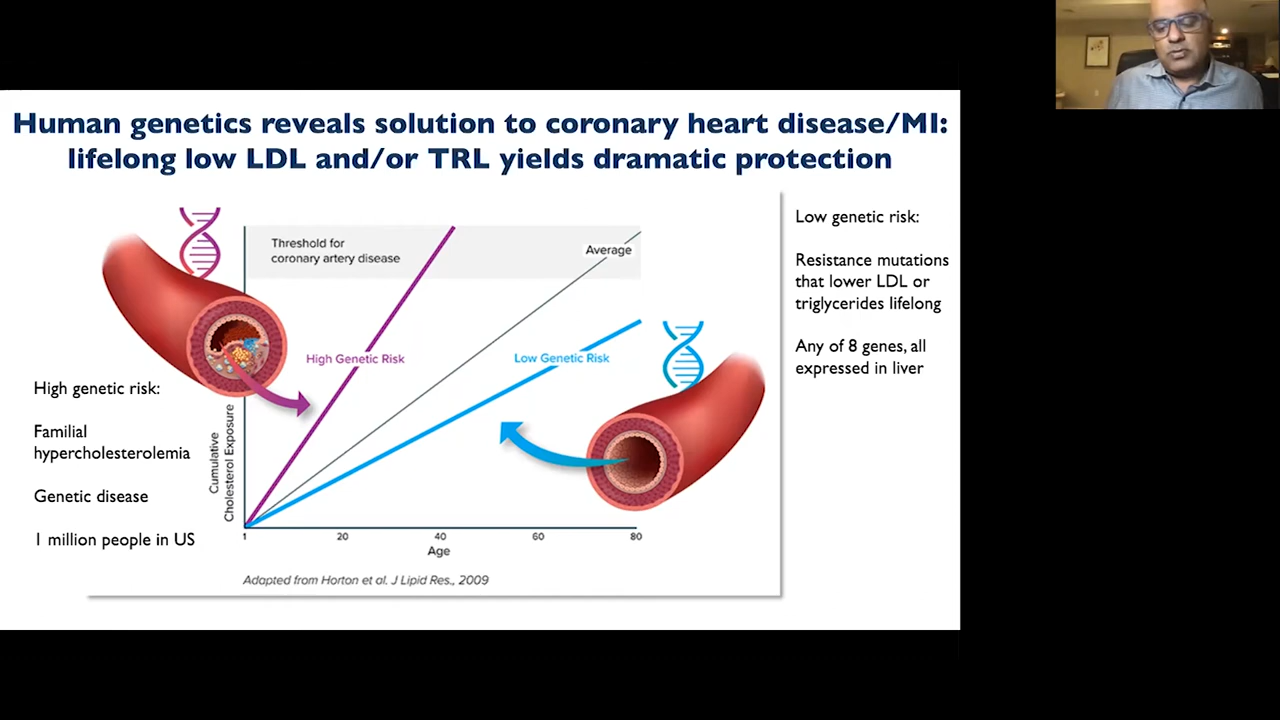 Human genetics reveals solution to coronary heart disease/MI:
lifelong low LDL and/or TRL yields dramatic protection
Threshold for
coronary artery disease
Average
High Genetic Risk
Low Genetic Risk
Cumulative
Cholesterol Exposure
1
20
40
60
80
Age
Adapted from Horton et al. J Lipid Res., 2009
High genetic risk:
Familial
hypercholesterolemia
Genetic disease
1 million people in US
Low genetic risk:
Resistance mutations
that lower LDL or
triglycerides lifelong
Any of 8 genes, all
expressed in liver